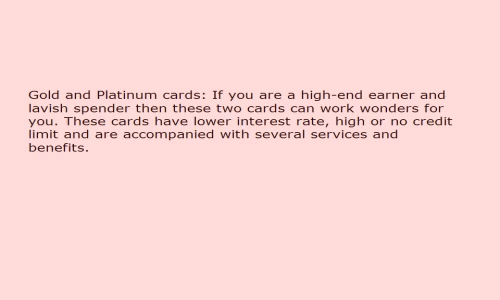 Gold and Platinum cards: If you are a high-end earner and
lavish spender then these two cards can work wonders for
you. These cards have lower interest rate, high or no credit
limit and are accompanied with several services and
benefits.